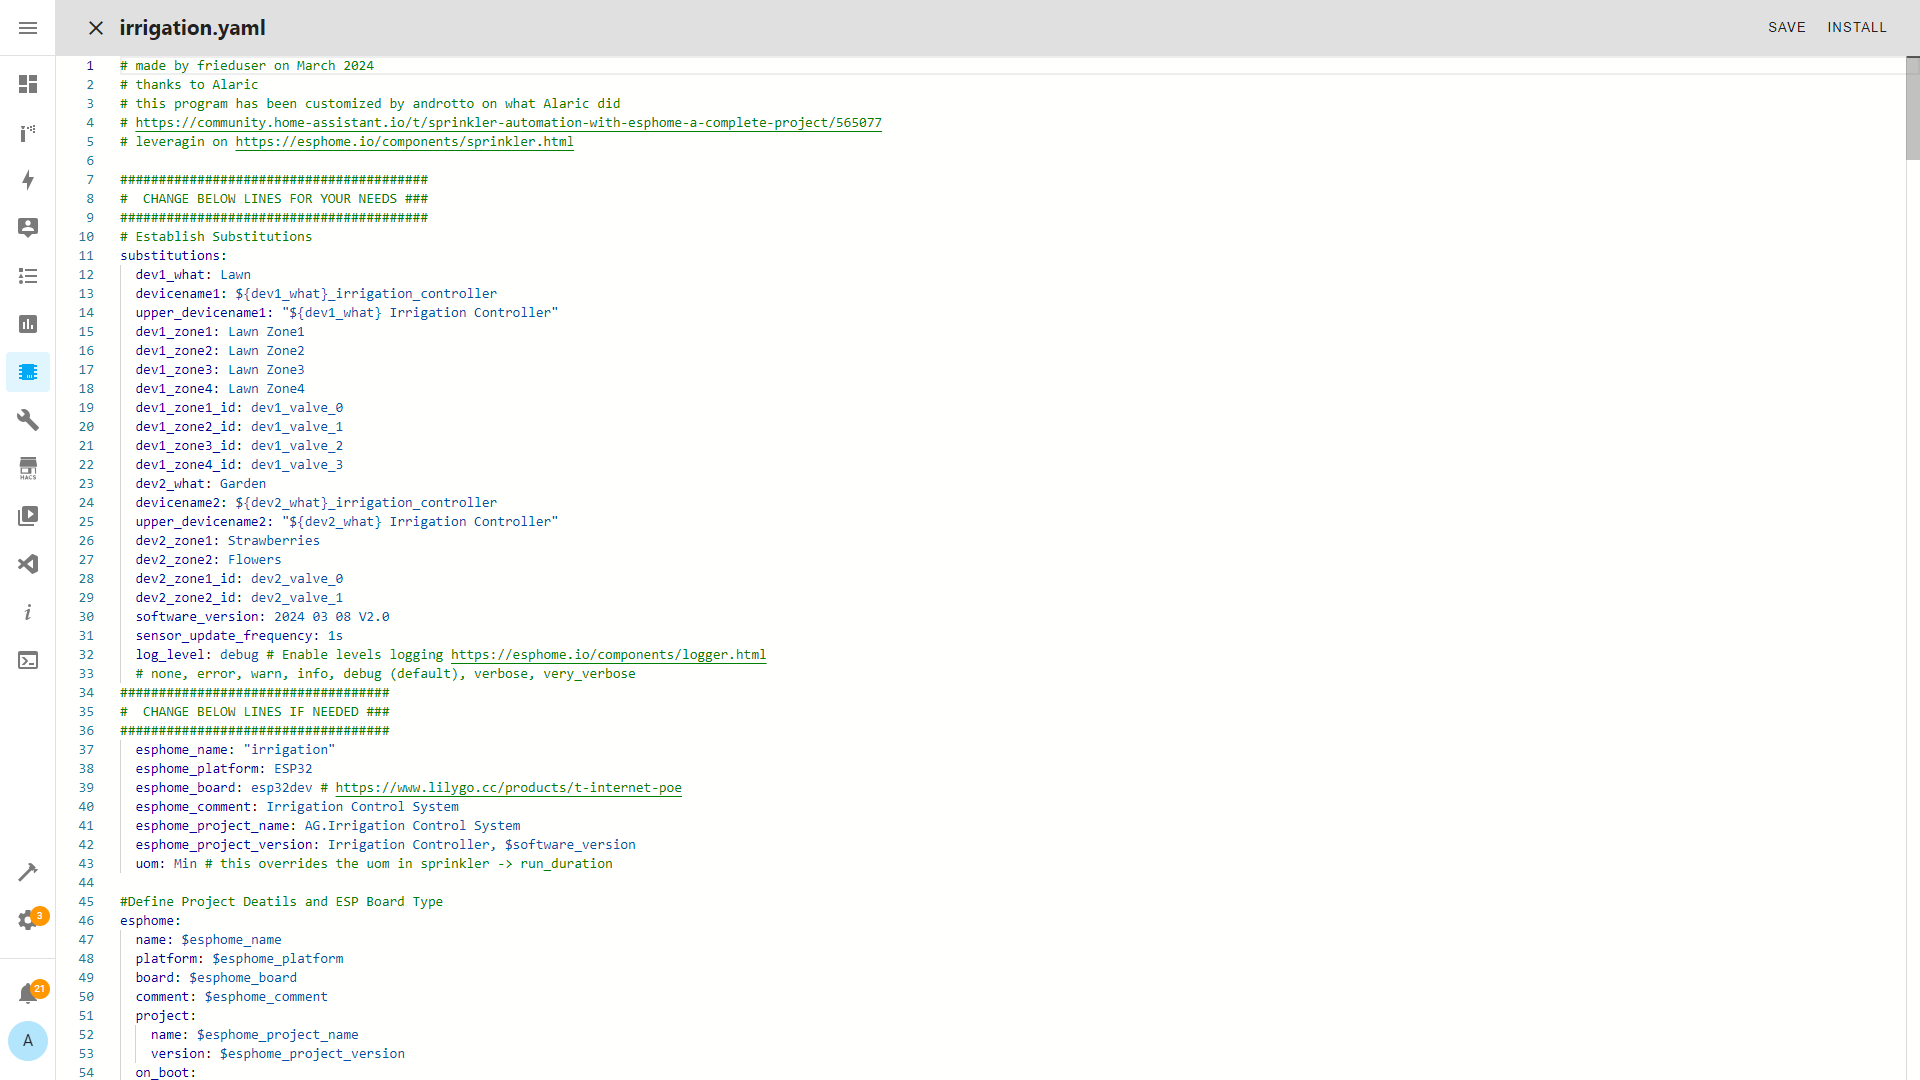 irrigation.yaml
SAVE
INSTALL
1 # made by frieduser on March 2024
2 # thanks to Alaric
3 # this program has been customized by androtto on what Alaric did
4 # https://community.home-assistant.io/t/sprinkler-automation-with-esphome-a-complete-project/565077
5 # leveragin on https://esphome.io/components/sprinkler.html
6
7 ########################################
8 #  CHANGE BELOW LINES FOR YOUR NEEDS ###
9 ########################################
10 # Establish Substitutions
11 substitutions:
12   dev1_what: Lawn
13   devicename1: ${dev1_what}_irrigation_controller
14   upper_devicename1: "${dev1_what} Irrigation Controller"
15   dev1_zone1: Lawn Zone1
16   dev1_zone2: Lawn Zone2
17   dev1_zone3: Lawn Zone3
18   dev1_zone4: Lawn Zone4
19   dev1_zone1_id: dev1_valve_0
20   dev1_zone2_id: dev1_valve_1
21   dev1_zone3_id: dev1_valve_2
22   dev1_zone4_id: dev1_valve_3
23   dev2_what: Garden
24   devicename2: ${dev2_what}_irrigation_controller
25   upper_devicename2: "${dev2_what} Irrigation Controller"
26   dev2_zone1: Strawberries
27   dev2_zone2: Flowers
28   dev2_zone1_id: dev2_valve_0
29   dev2_zone2_id: dev2_valve_1
30   software_version: 2024 03 08 V2.0
31   sensor_update_frequency: 1s
32   log_level: debug # Enable levels logging https://esphome.io/components/logger.html
33   # none, error, warn, info, debug (default), verbose, very_verbose
34 ###################################
35 #  CHANGE BELOW LINES IF NEEDED ###
36 ###################################
37   esphome_name: "irrigation"
38   esphome_platform: ESP32
39   esphome_board: esp32dev # https://www.lilygo.cc/products/t-internet-poe
40   esphome_comment: Irrigation Control System
41   esphome_project_name: AG.Irrigation Control System
42   esphome_project_version: Irrigation Controller, $software_version
43   uom: Min # this overrides the uom in sprinkler -> run_duration
44
45 #Define Project Deatils and ESP Board Type
46 esphome:
47   name: $esphome_name
48   platform: $esphome_platform
49   board: $esphome_board
50   comment: $esphome_comment
51   project:
52     name: $esphome_project_name
53     version: $esphome_project_version
54   on_boot:
HACS
3
21
A